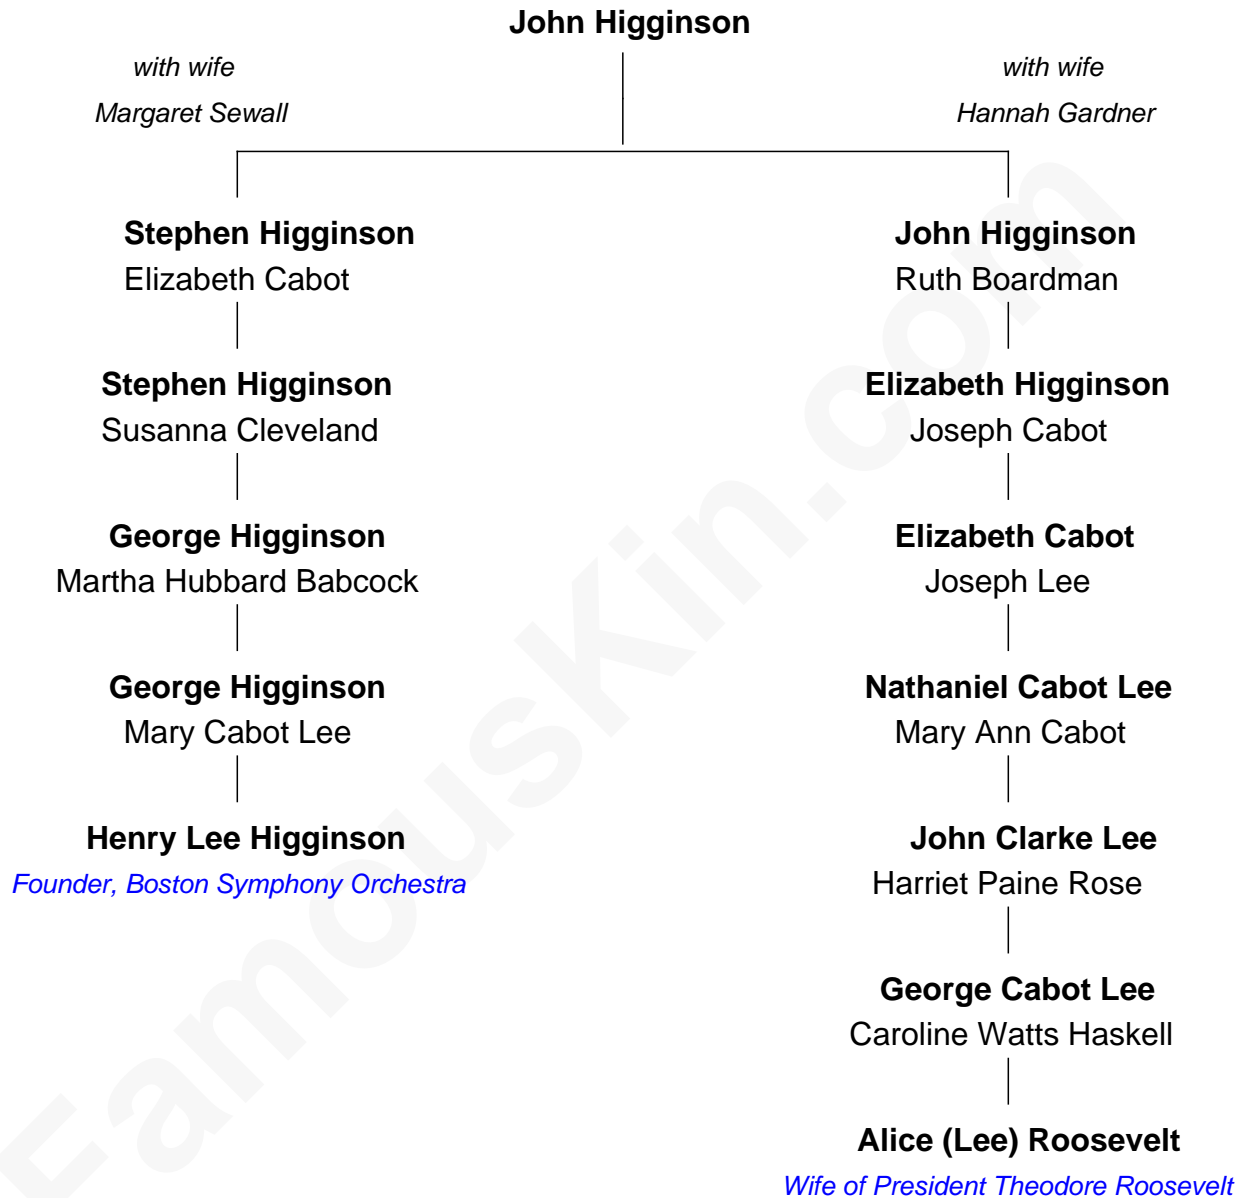 John Higginson
with wife
Margaret Sewall
with wife
Hannah Gardner
Stephen Higginson
Elizabeth Cabot
John Higginson
Ruth Boardman
Stephen Higginson
Susanna Cleveland
Elizabeth Higginson
Joseph Cabot
George Higginson
Martha Hubbard Babcock
Elizabeth Cabot
Joseph Lee
George Higginson
Mary Cabot Lee
Nathaniel Cabot Lee
Mary Ann Cabot
Henry Lee Higginson
Founder, Boston Symphony Orchestra
John Clarke Lee
Harriet Paine Rose
George Cabot Lee
Caroline Watts Haskell
Alice (Lee) Roosevelt
Wife of President Theodore Roosevelt
FamousKin.com